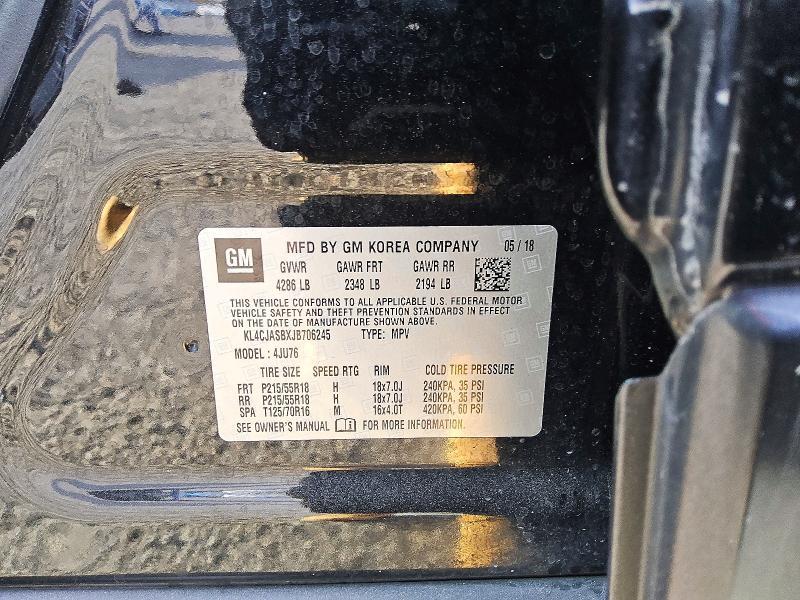 GM MFD BY GM KOREA COMPANY 05 / 18
GVWR GAWR FRT GAWR RR
4286 LB 2348 LB 2194 LB
THIS VEHICLE CONFORMS TO ALL APPLICABLE U.S. FEDERAL MOTOR
VEHICLE SAFETY AND THEFT PREVENTION STANDARDS IN EFFECT
ON THE DATE OF MANUFACTURE SHOWN ABOVE.
KL4CJASBXJB706245 TYPE: MPV
MODEL : 4JU76
TIRE SIZE SPEED RTG RIM COLD TIRE PRESSURE
FRT P215/55R18 H 18x7.0J 240KPA, 35 PSI
RR P215/55R18 H 18x7.0J 240KPA, 35 PSI
SPA T125/70R16 M 16x4.0T 420KPA, 60 PSI
SEE OWNER'S MANUAL FOR MORE INFORMATION.